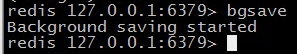 redis 127.0.0.1:6379> bgsave
Background saving started
redis 127.0.0.1:6379>